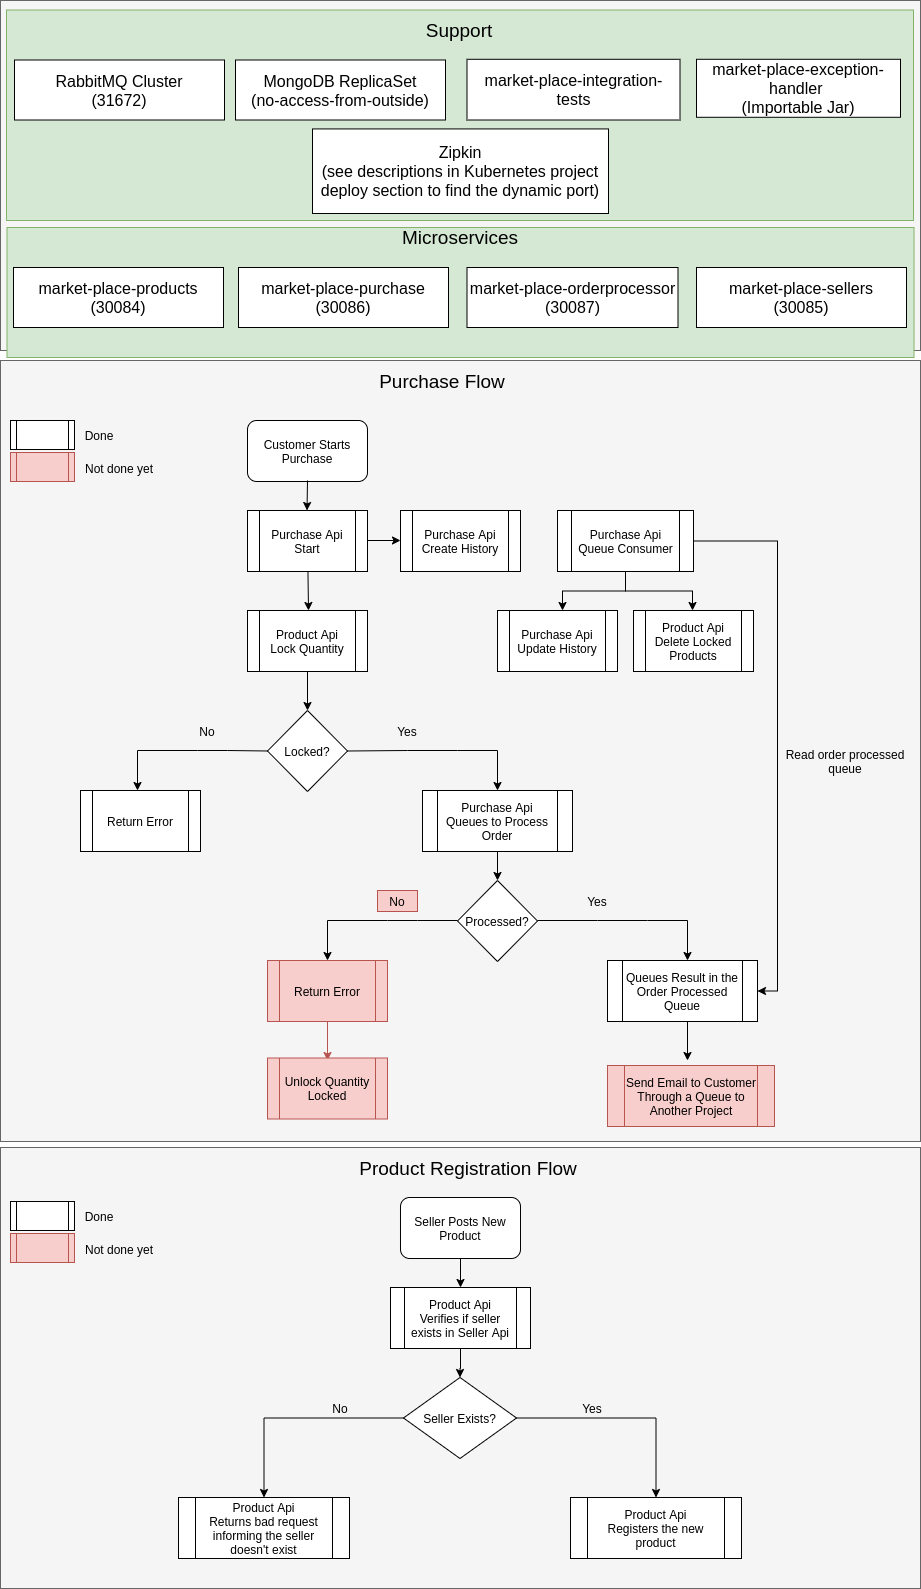 Support
RabbitMQ Cluster
(31672)
MongoDB ReplicaSet
(no-access-from-outside)
market-place-integration-
tests
market-place-exception-
handler
(Importable Jar)
Zipkin
(see descriptions in Kubernetes project
deploy section to find the dynamic port)
Microservices
market-place-products
(30084)
market-place-purchase
(30086)
market-place-orderprocessor
(30087)
market-place-sellers
(30085)
Purchase Flow
Done
Not done yet
Customer Starts
Purchase
Purchase Api
Start
Purchase Api
Create History
Purchase Api
Queue Consumer
Product Api
Lock Quantity
Purchase Api
Update History
Product Api
Delete Locked
Products
No
Locked?
Yes
Read order processed
queue
Return Error
Purchase Api
Queues to Process
Order
No
Processed?
Yes
Return Error
Queues Result in the
Order Processed
Queue
Unlock Quantity
Locked
Send Email to Customer
Through a Queue to
Another Project
Product Registration Flow
Done
Not done yet
Seller Posts New
Product
Product Api
Verifies if seller
exists in Seller Api
No
Seller Exists?
Yes
Product Api
Returns bad request
informing the seller
doesn't exist
Product Api
Registers the new
product